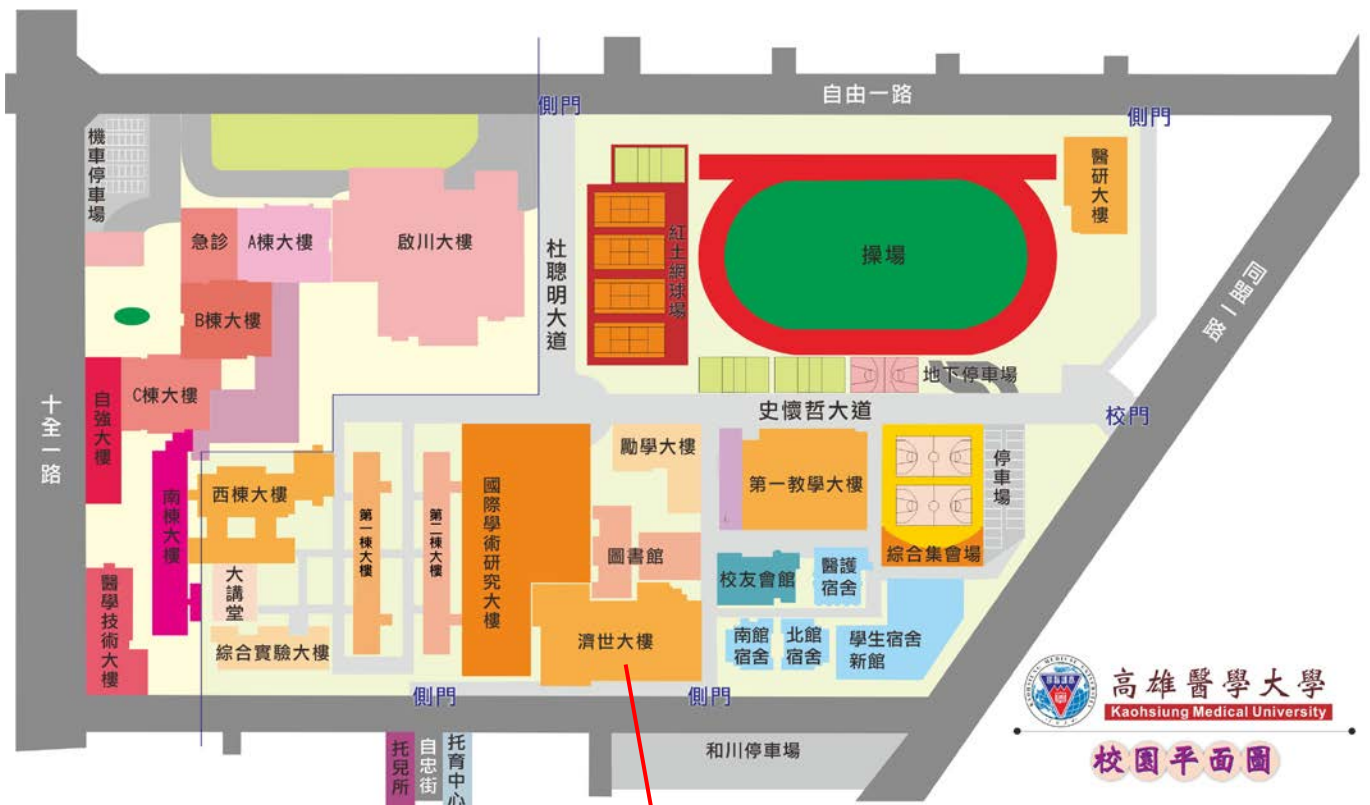 自由一路
側門
側門
機車停車場
醫研大樓
急診
A棟大樓
啟川大樓
杜聰明大道
紅土網球場
操場
同盟二路
B棟大樓
十全一路
自強大樓
C棟大樓
地下停車場
史懷哲大道
校門
南棟大樓
西棟大樓
第一棟大樓
第二棟大樓
國際學術研究大樓
勵學大樓
第一教學大樓
停車場
綜合集會場
圖書館
校友會館
醫護
宿舍
醫學技術大樓
大講堂
綜合實驗大樓
濟世大樓
南館
宿舍
北館
宿舍
學生宿舍
新館
側門
側門
托兒所
自忠街
托育中心
和川停車場
高雄醫學大學
Kaohsiung Medical University
校園平面圖